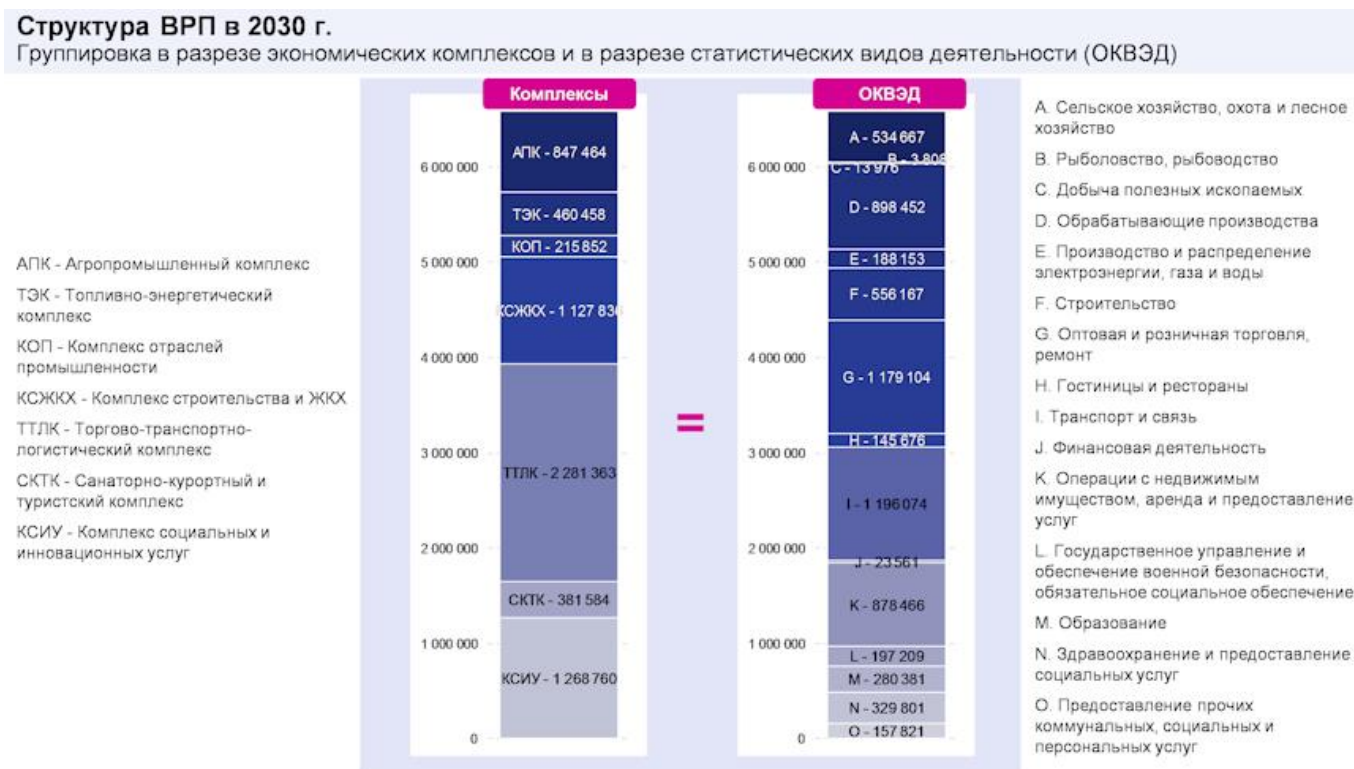 Структура ВРП в 2030 г.
Группировка в разрезе экономических комплексов и в разрезе статистических видов деятельности (ОКВЭД)
АПК - Агропромышленный комплекс
ТЭК - Топливно-энергетический
комплекс
КОП - Комплекс отраслей
промышленности
КСЖКХ - Комплекс строительства и ЖКХ
ТТЛК - Торгово-транспортно-
логистический комплекс
СКТК - Санаторно-курортный и
туристский комплекс
КСИУ - Комплекс социальных и
инновационных услуг
Комплексы
6 000 000
5 000 000
4 000 000
3 000 000
2 000 000
1 000 000
0
АПК - 847 464
ТЭК - 460 458
КОП - 215 852
КСЖКХ - 1 127 836
ТТЛК - 2 281 363
СКТК - 381 584
КСИУ - 1 268 760
=
ОКВЭД
6 000 000
5 000 000
4 000 000
3 000 000
2 000 000
1 000 000
0
A - 534 667
B - 3 808
C - 13 976
D - 898 452
E - 188 153
F - 556 167
G - 1 179 104
H - 145 676
I - 1 196 074
J - 23 561
K - 878 466
L - 197 209
M - 280 381
N - 329 801
O - 157 821
A. Сельское хозяйство, охота и лесное
хозяйство
B. Рыболовство, рыбоводство
C. Добыча полезных ископаемых
D. Обрабатывающие производства
E. Производство и распределение
электроэнергии, газа и воды
F. Строительство
G. Оптовая и розничная торговля,
ремонт
H. Гостиницы и рестораны
I. Транспорт и связь
J. Финансовая деятельность
K. Операции с недвижимым
имуществом, аренда и предоставление
услуг
L. Государственное управление и
обеспечение военной безопасности,
обязательное социальное обеспечение
M. Образование
N. Здравоохранение и предоставление
социальных услуг
O. Предоставление прочих
коммунальных, социальных и
персональных услуг